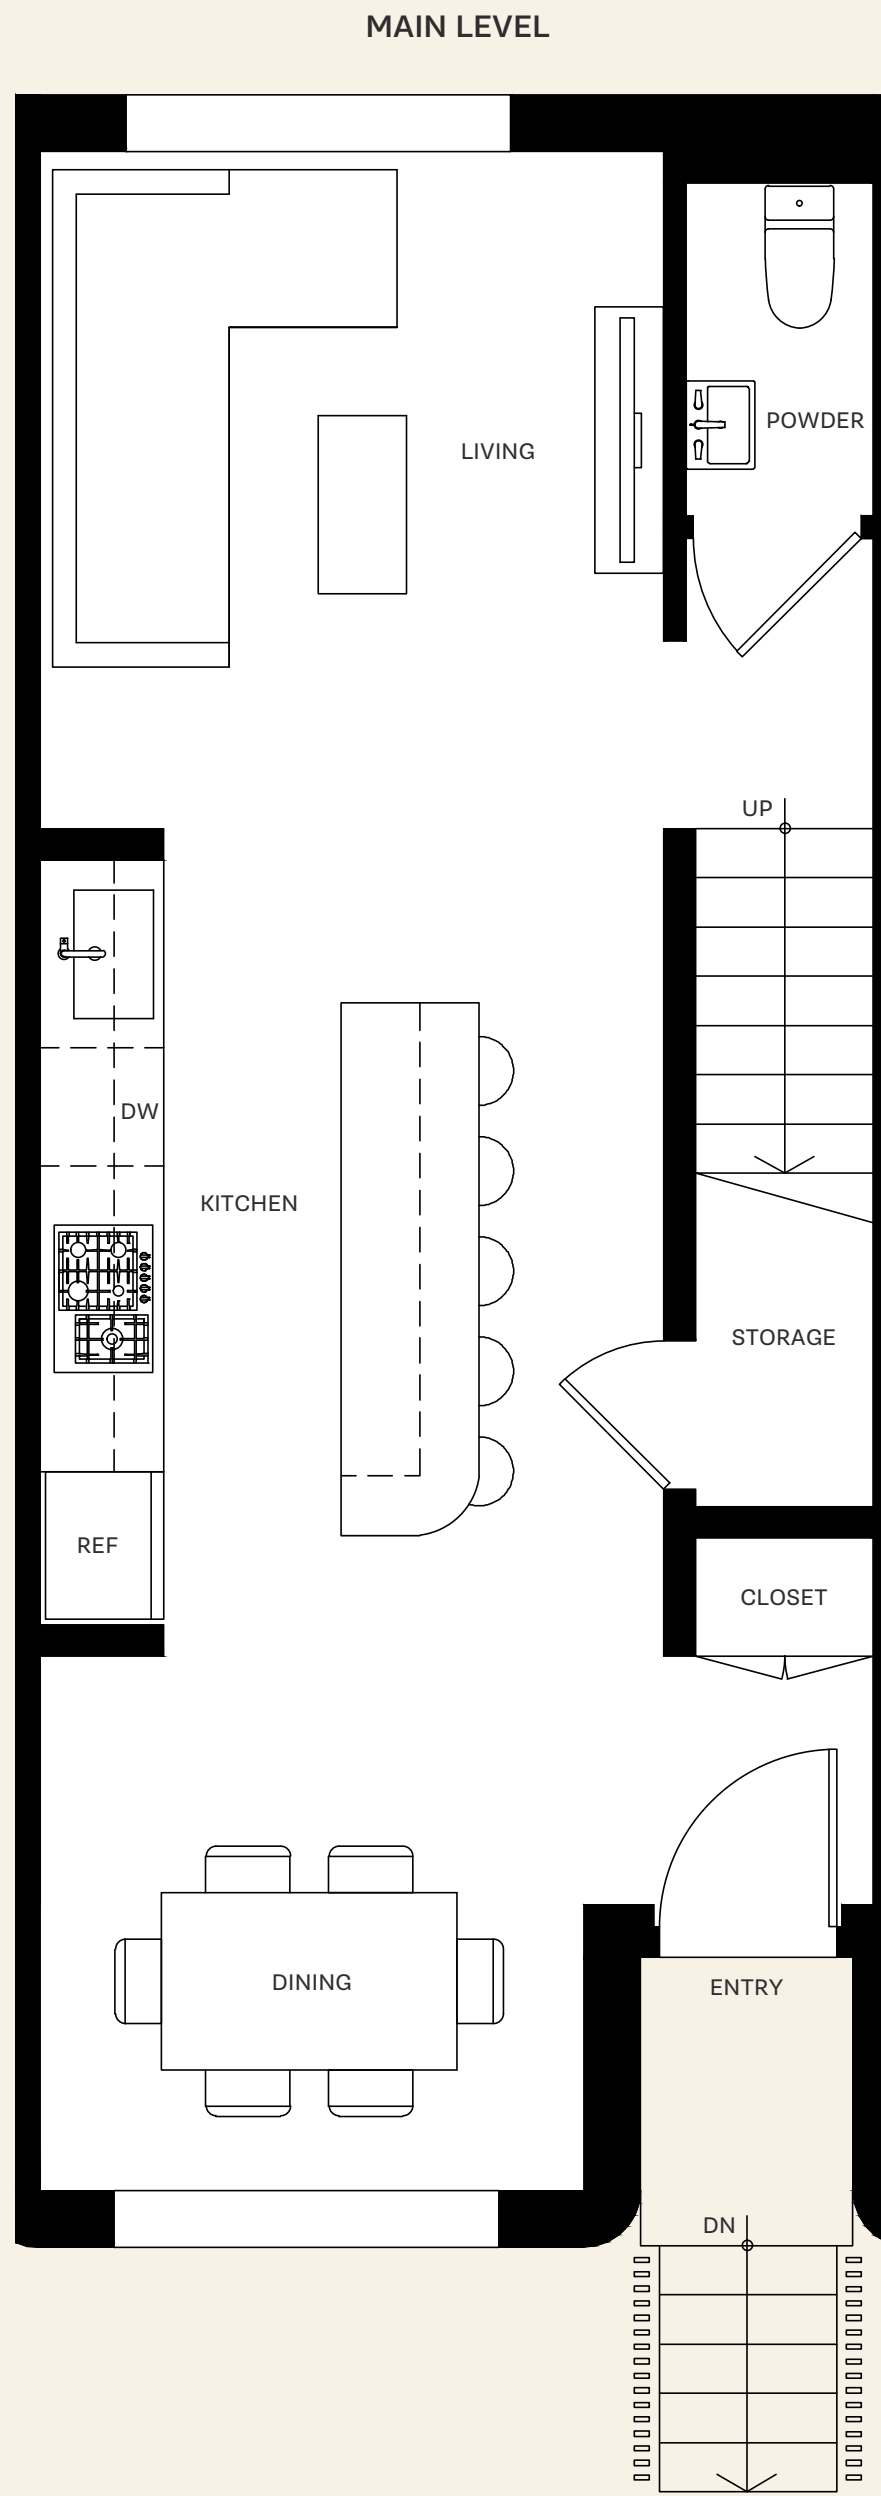 MAIN LEVEL
POWDER
LIVING
UP
DW
KITCHEN
STORAGE
REF
CLOSET
DINING
ENTRY
DN